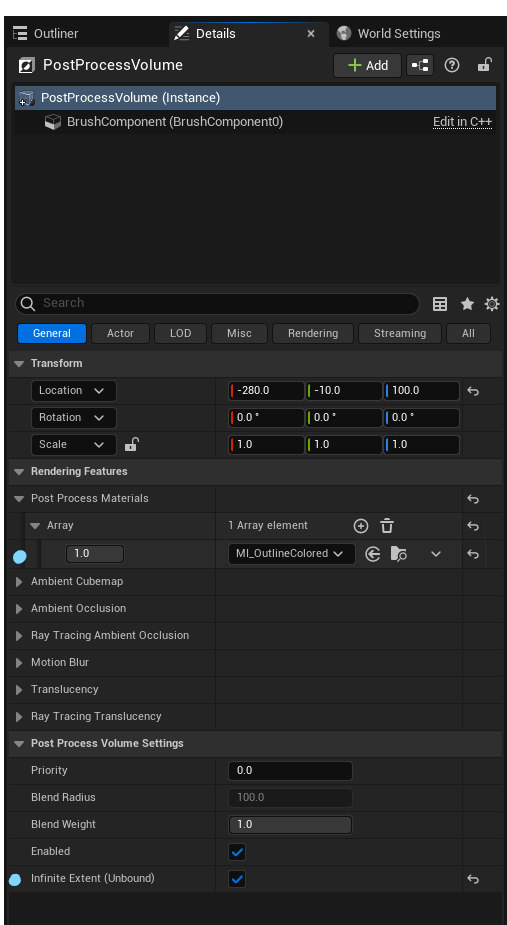 Outliner Details × World Settings
PostProcessVolume + Add
PostProcessVolume (Instance)
BrushComponent (BrushComponent0) Edit in C++
Search
General Actor LOD Misc Rendering Streaming All
Transform
Location -280.0 -10.0 100.0
Rotation 0.0 ° 0.0 ° 0.0 °
Scale 1.0 1.0 1.0
Rendering Features
Post Process Materials
Array 1 Array element
1.0 MI_OutlineColored
Ambient Cubemap
Ambient Occlusion
Ray Tracing Ambient Occlusion
Motion Blur
Translucency
Ray Tracing Translucency
Post Process Volume Settings
Priority 0.0
Blend Radius 100.0
Blend Weight 1.0
Enabled
Infinite Extent (Unbound)